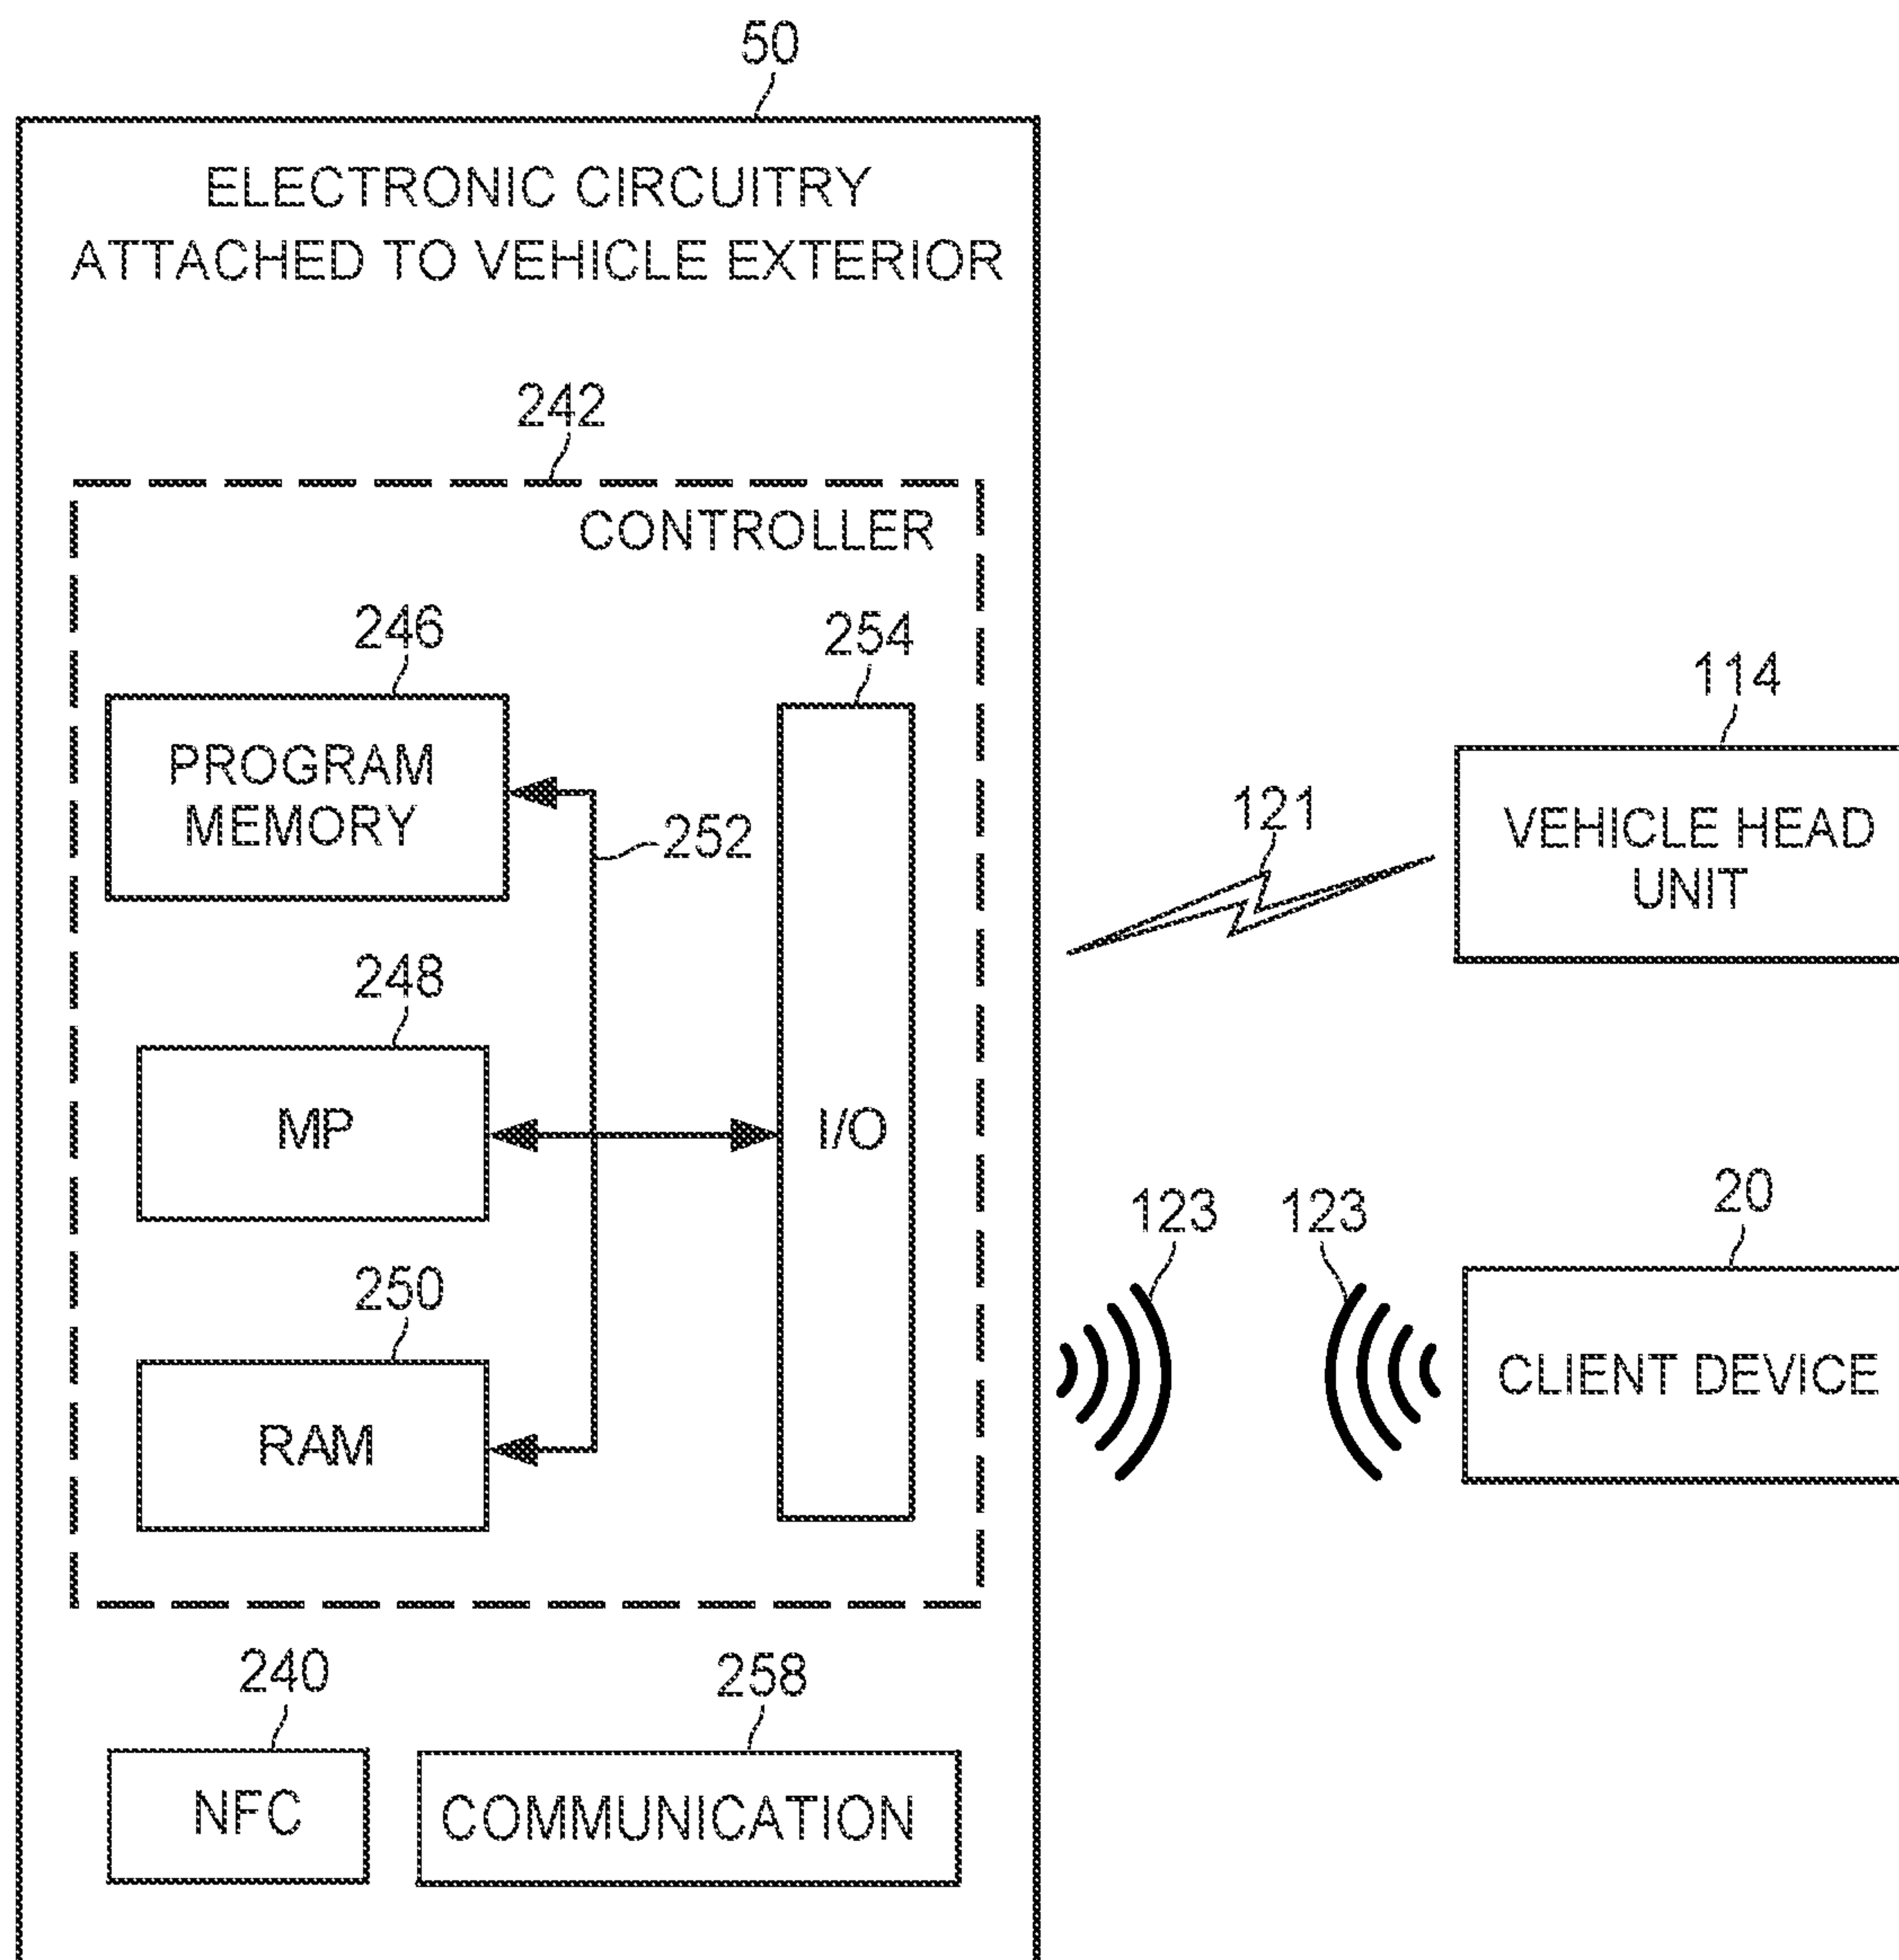 50
ELECTRONIC CIRCUITRY
ATTACHED TO VEHICLE EXTERIOR
242
CONTROLLER
246
254
PROGRAM
MEMORY
252
248
MP
I/O
250
RAM
240
258
NFC
COMMUNICATION
114
121
VEHICLE HEAD
UNIT
123
123
20
CLIENT DEVICE